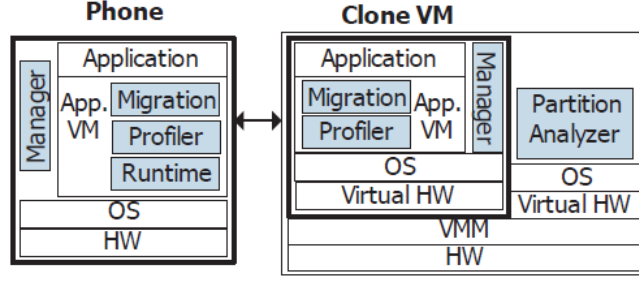 Phone
Manager
Application
App.
VM
Migration
Profiler
Runtime
OS
HW
Clone VM
Application
Migration
Profiler
App.
VM
Manager
OS
Virtual HW
Partition
Analyzer
OS
Virtual HW
VMM
HW